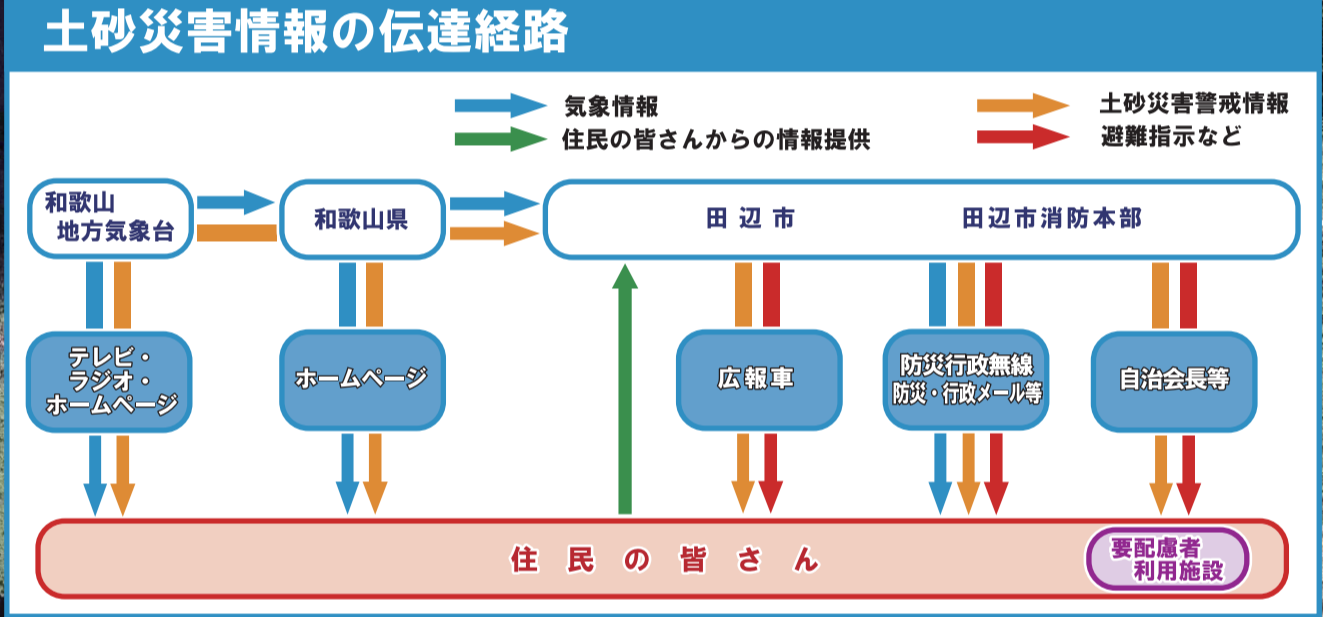 土砂災害情報の伝達経路
気象情報
土砂災害警戒情報
住民の皆さんからの情報提供
避難指示など
和歌山
地方気象台
和歌山県
田辺市
田辺市消防本部
テレビ・
ラジオ・
ホームページ
ホームページ
広報車
防災行政無線
防災・行政メール等
自治会長等
住民の皆さん
要配慮者
利用施設